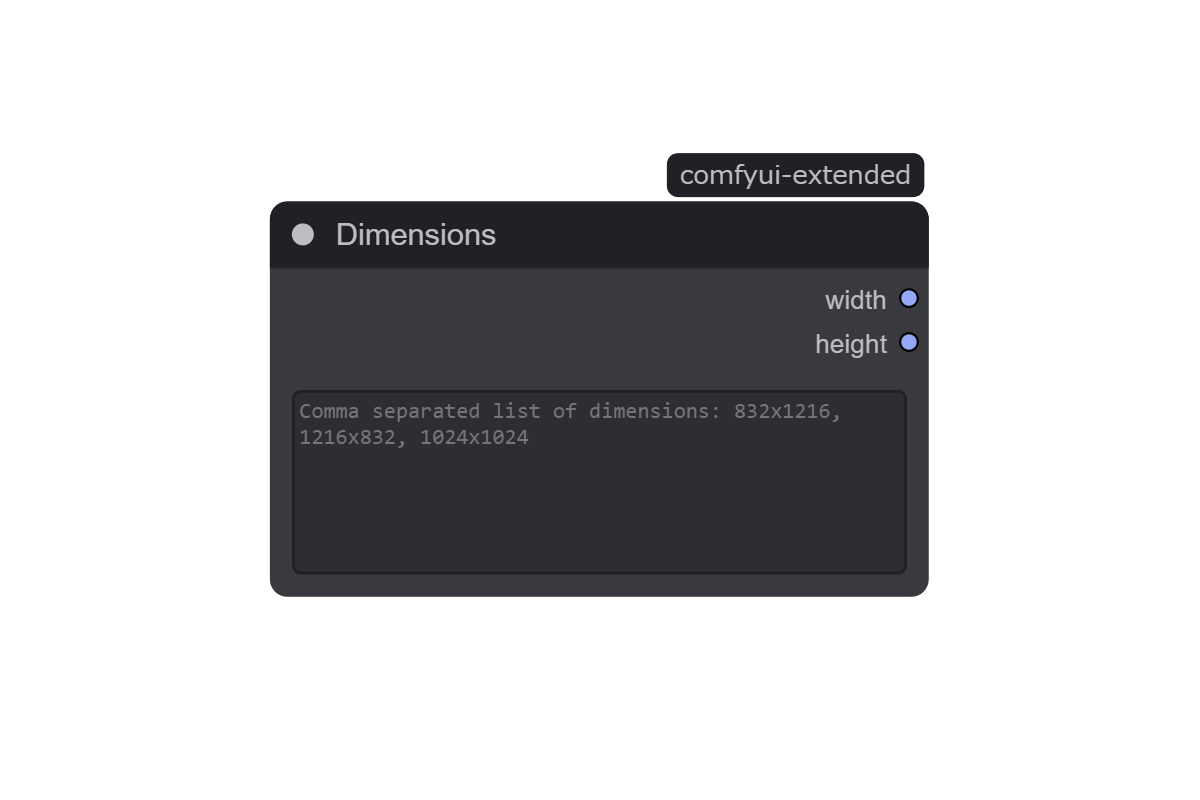 comfyui-extended
Dimensions
width
height
Comma separated list of dimensions: 832x1216,
1216x832, 1024x1024